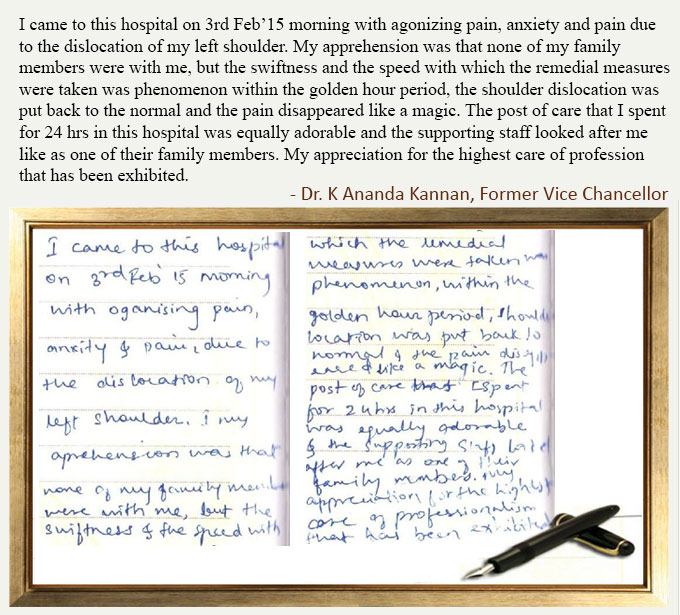 I came to this hospital on 3rd Feb’15 morning with agonizing pain, anxiety and pain due
to the dislocation of my left shoulder. My apprehension was that none of my family
members were with me, but the swiftness and the speed with which the remedial measures
were taken was phenomenon within the golden hour period, the shoulder dislocation was
put back to the normal and the pain disappeared like a magic. The post of care that I spent
for 24 hrs in this hospital was equally adorable and the supporting staff looked after me
like as one of their family members. My appreciation for the highest care of profession
that has been exhibited.
- Dr. K Ananda Kannan, Former Vice Chancellor
I came to this hospital
on 3rd Feb 15 morning
with oganising pain,
anxity & pain, due to
the dislocation of my
left shoulder. I my
aprehension was that
none of my family
were with me, but the
swiftness & the speed with
which the remedial
measures were taken was
phenomenon, within the
golden hour period,
location was put back to
normal & the pain
like a magic. The
post of care that I spent
for 24 hrs in this hospital
was equally adorable
& the supporting staff
after me as one of their
family member. My
appreciation for the highest
care of professionalism
that has been